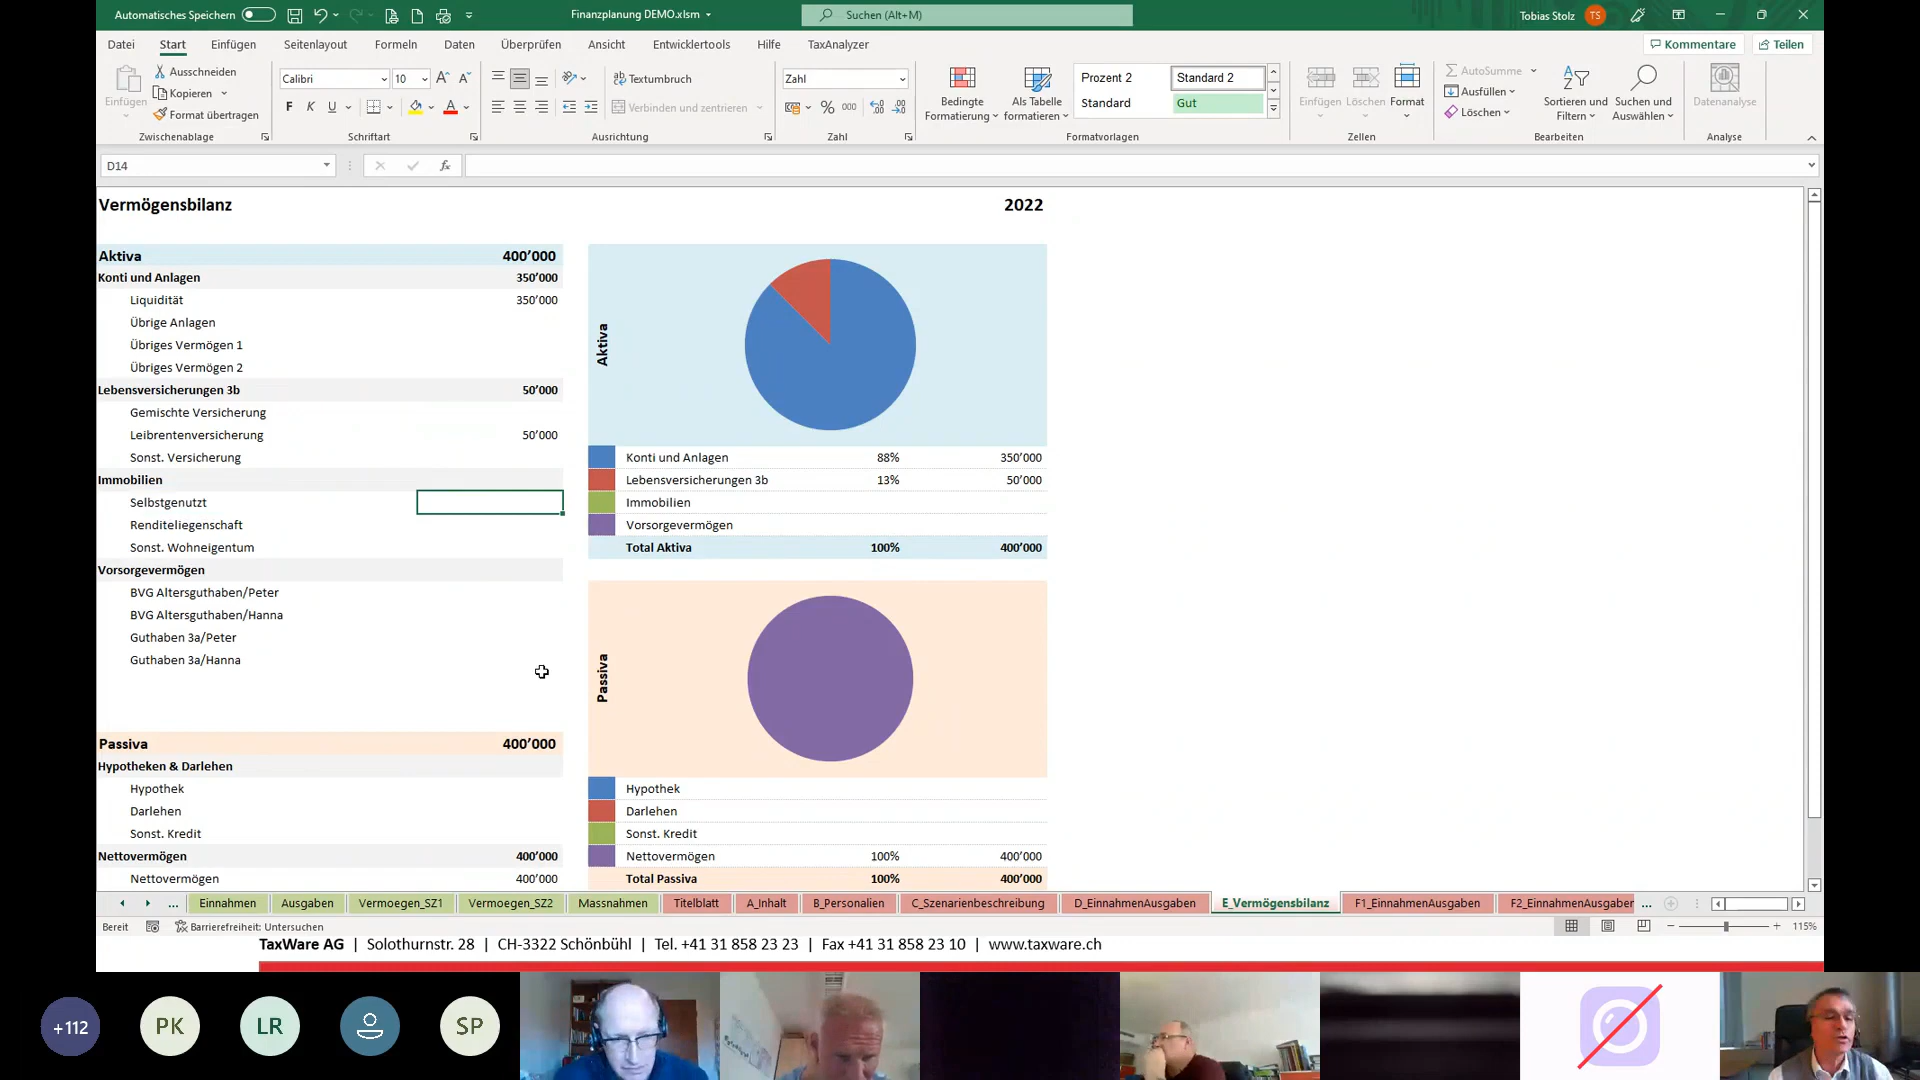 Automatisches Speichern
Finanzplanung DEMO.xlsm
Suchen (Alt+M)
Tobias Stolz TS
Datei Start Einfügen Seitenlayout Formeln Daten Überprüfen Ansicht Entwicklertools Hilfe TaxAnalyzer Kommentare Teilen
Einfügen
Ausschneiden
Kopieren
Format übertragen
Zwischenablage
Calibri 10
F K U
Schriftart
Textumbruch
Verbinden und zentrieren
Ausrichtung
Zahl
% 000
Zahl
Bedingte Formatierung
Als Tabelle formatieren
Prozent 2 Standard 2
Standard Gut
Formatvorlagen
Einfügen Löschen Format
Zellen
AutoSumme
Ausfüllen
Löschen
Sortieren und Filtern
Suchen und Auswählen
Bearbeiten
Datenanalyse
Analyse
D14 fx
Vermögensbilanz 2022
Aktiva 400’000
Konti und Anlagen 350’000
Liquidität 350’000
Übrige Anlagen
Übriges Vermögen 1
Übriges Vermögen 2
Lebensversicherungen 3b 50’000
Gemischte Versicherung
Leibrentenversicherung 50’000
Sonst. Versicherung
Immobilien
Selbstgenutzt
Renditeliegenschaft
Sonst. Wohneigentum
Vorsorgevermögen
BVG Altersguthaben/Peter
BVG Altersguthaben/Hanna
Guthaben 3a/Peter
Guthaben 3a/Hanna
Passiva 400’000
Hypotheken & Darlehen
Hypothek
Darlehen
Sonst. Kredit
Nettovermögen 400’000
Nettovermögen 400’000
Aktiva
Konti und Anlagen 88% 350’000
Lebensversicherungen 3b 13% 50’000
Immobilien
Vorsorgevermögen
Total Aktiva 100% 400’000
Passiva
Hypothek
Darlehen
Sonst. Kredit
Nettovermögen 100% 400’000
Total Passiva 100% 400’000
... Einnahmen Ausgaben Vermoegen_SZ1 Vermoegen_SZ2 Massnahmen Titelblatt A_Inhalt B_Personalien C_Szenarienbeschreibung D_EinnahmenAusgaben E_Vermögensbilanz F1_EinnahmenAusgaben F2_EinnahmenAusgaber ...
Bereit Barrierefreiheit: Untersuchen 115%
TaxWare AG | Solothurnstr. 28 | CH-3322 Schönbühl | Tel. +41 31 858 23 23 | Fax +41 31 858 23 10 | www.taxware.ch
+112 PK LR SP